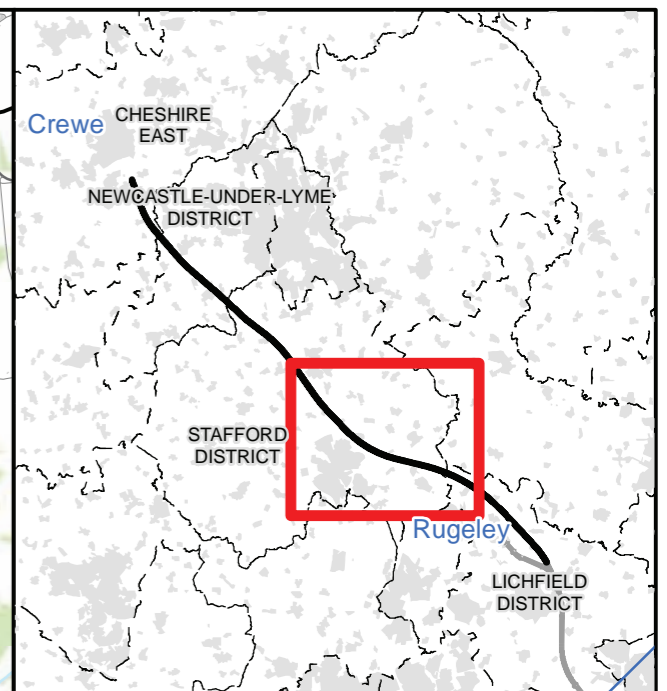 Crewe
CHESHIRE
EAST
NEWCASTLE-UNDER-LYME
DISTRICT
STAFFORD
DISTRICT
Rugeley
LICHFIELD
DISTRICT